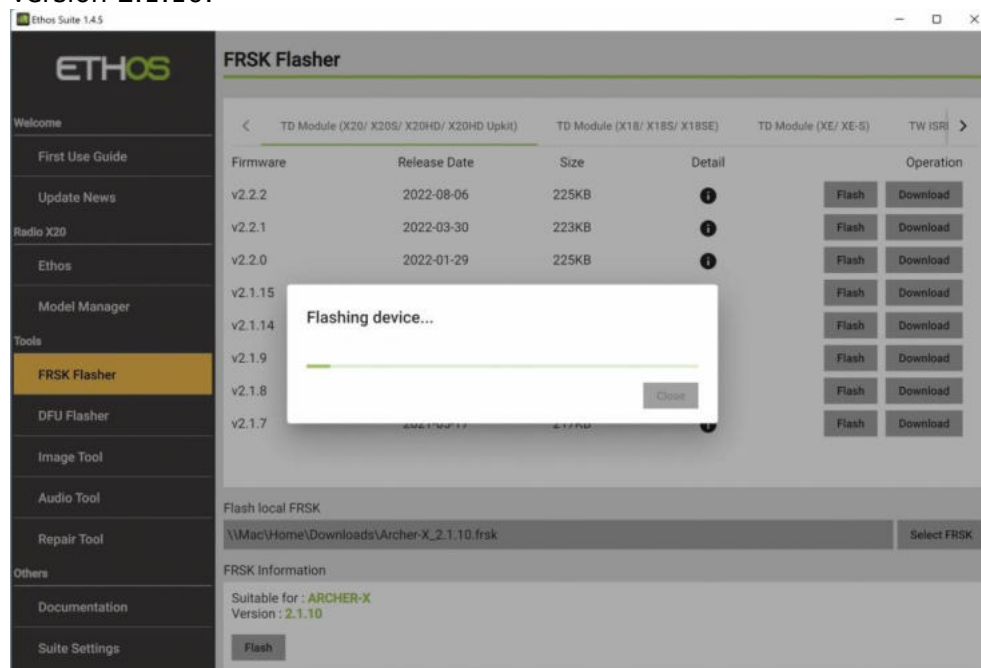 version 2.1.10.
Ethos Suite 1.4.5
ETHOS
FRSK Flasher
Welcome
First Use Guide
Update News
Radio X20
Ethos
Model Manager
Tools
FRSK Flasher
DFU Flasher
Image Tool
Audio Tool
Repair Tool
Others
Documentation
Suite Settings
TD Module (X20/ X20S/ X20HD/ X20HD Upkit) TD Module (X18/ X18S/ X18SE) TD Module (XE/ XE-S) TW ISR
Firmware Release Date Size Detail Operation
v2.2.2 2022-08-06 225KB Flash Download
v2.2.1 2022-03-30 223KB Flash Download
v2.2.0 2022-01-29 225KB Flash Download
v2.1.15 Flash Download
v2.1.14 Flash Download
v2.1.9 Flash Download
v2.1.8 Flash Download
v2.1.7 Flash Download
Flashing device...
Close
Flash local FRSK
\\Mac\Home\Downloads\Archer-X_2.1.10.frsk Select FRSK
FRSK Information
Suitable for : ARCHER-X
Version : 2.1.10
Flash